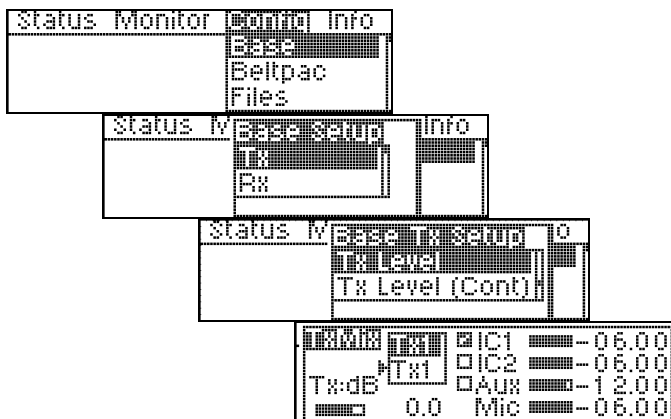 Status Monitor Config Info
Base
Beltpac
Files
Status M Base Setup Info
Tx
Rx
Status M Base Tx Setup o
Tx Level
Tx Level (Cont)
TxMix Tx1 IC1 -06.00
Tx1 IC2 -06.00
Tx:dB Aux -12.00
0.0 Mic -06.00